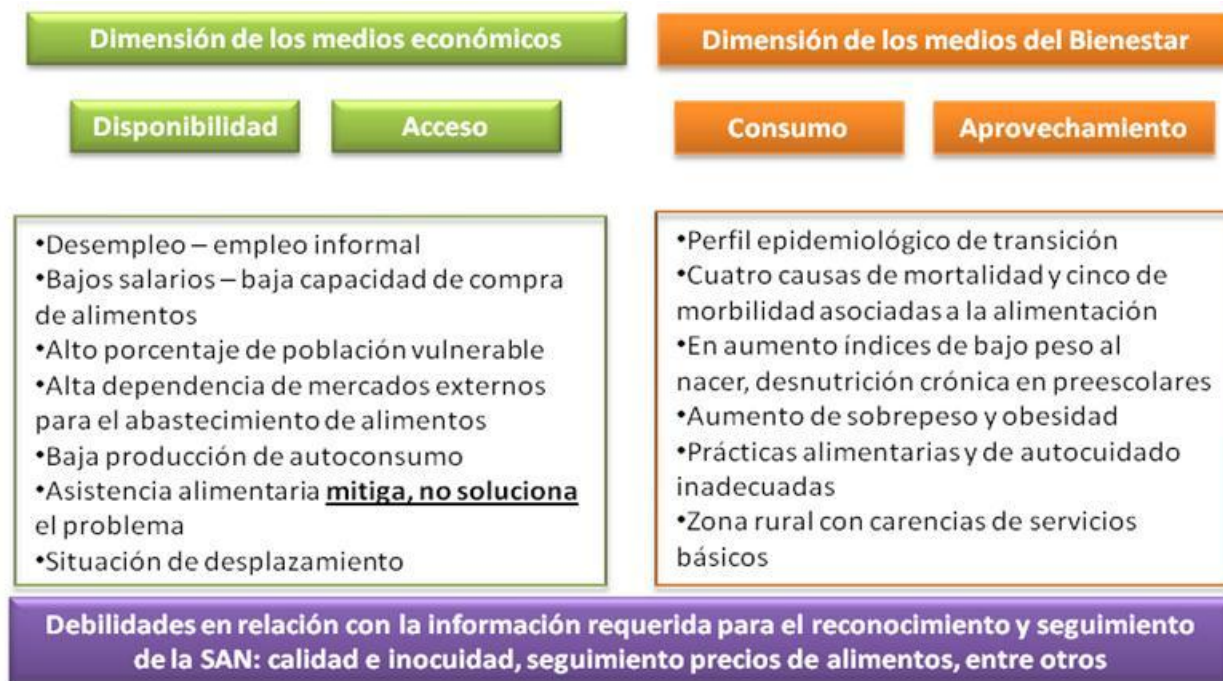 Dimensión de los medios económicos
Disponibilidad
Acceso
•Desempleo – empleo informal
•Bajos salarios – baja capacidad de compra
de alimentos
•Alto porcentaje de población vulnerable
•Alta dependencia de mercados externos
para el abastecimiento de alimentos
•Baja producción de autoconsumo
•Asistencia alimentaria mitiga, no soluciona
el problema
•Situación de desplazamiento
Dimensión de los medios del Bienestar
Consumo
Aprovechamiento
•Perfil epidemiológico de transición
•Cuatro causas de mortalidad y cinco de
morbilidad asociadas a la alimentación
•En aumento índices de bajo peso al
nacer, desnutrición crónica en preescolares
•Aumento de sobrepeso y obesidad
•Prácticas alimentarias y de autocuidado
inadecuadas
•Zona rural con carencias de servicios
básicos
Debilidades en relación con la información requerida para el reconocimiento y seguimiento
de la SAN: calidad e inocuidad, seguimiento precios de alimentos, entre otros